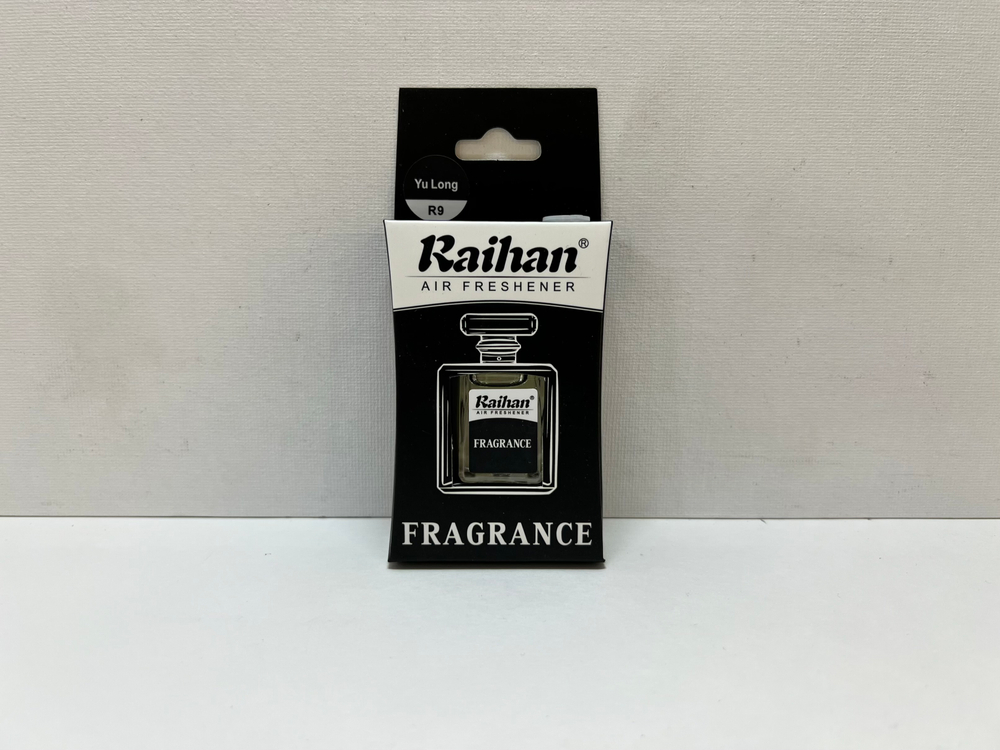 Yu Long
R9
Raihan®
AIR FRESHENER
Raihan®
AIR FRESHENER
FRAGRANCE
FRAGRANCE